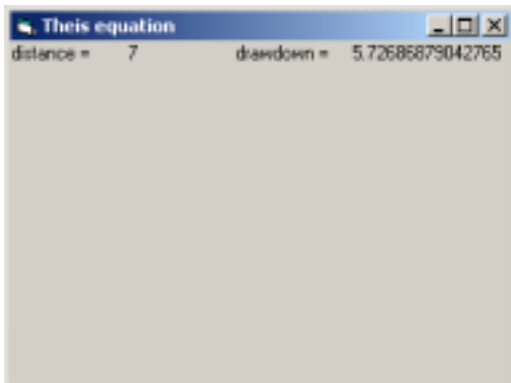 Theis equation
distance = 7 drawdown = 5.72686879042765